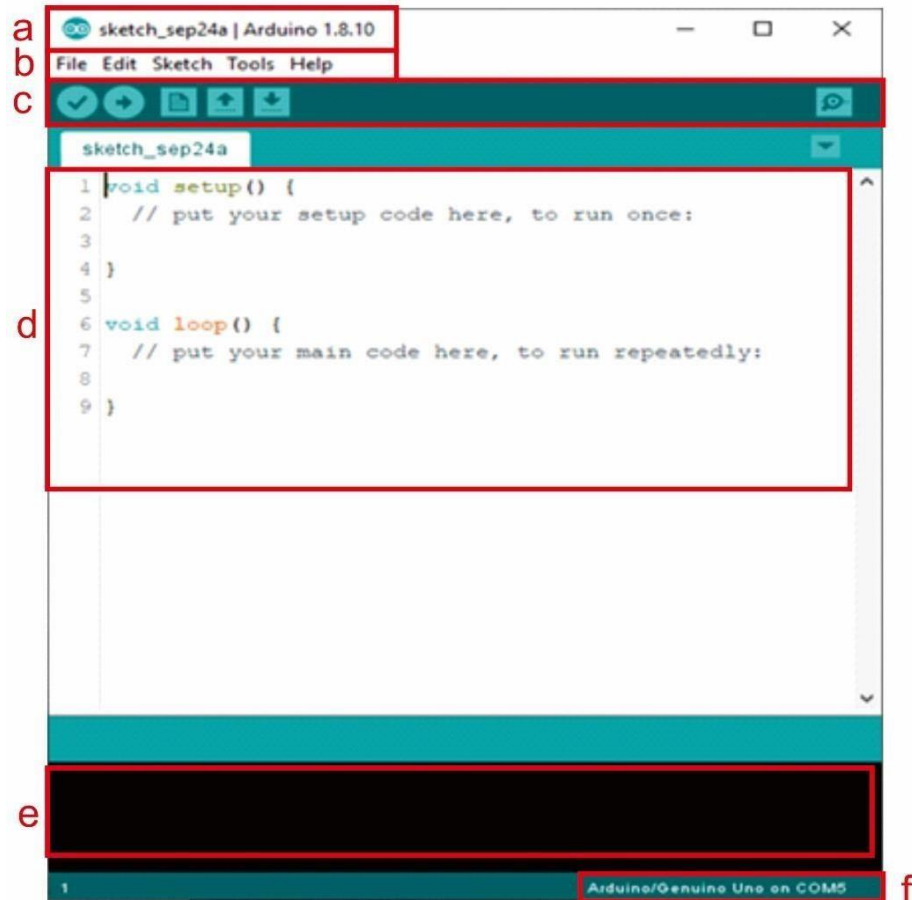 a
sketch_sep24a | Arduino 1.8.10
b
File Edit Sketch Tools Help
c
sketch_sep24a
1 void setup() {
2 // put your setup code here, to run once:
3
4 }
5
d
6 void loop() {
7 // put your main code here, to run repeatedly:
8
9 }
e
1
Arduino/Genuino Uno on COM5
f